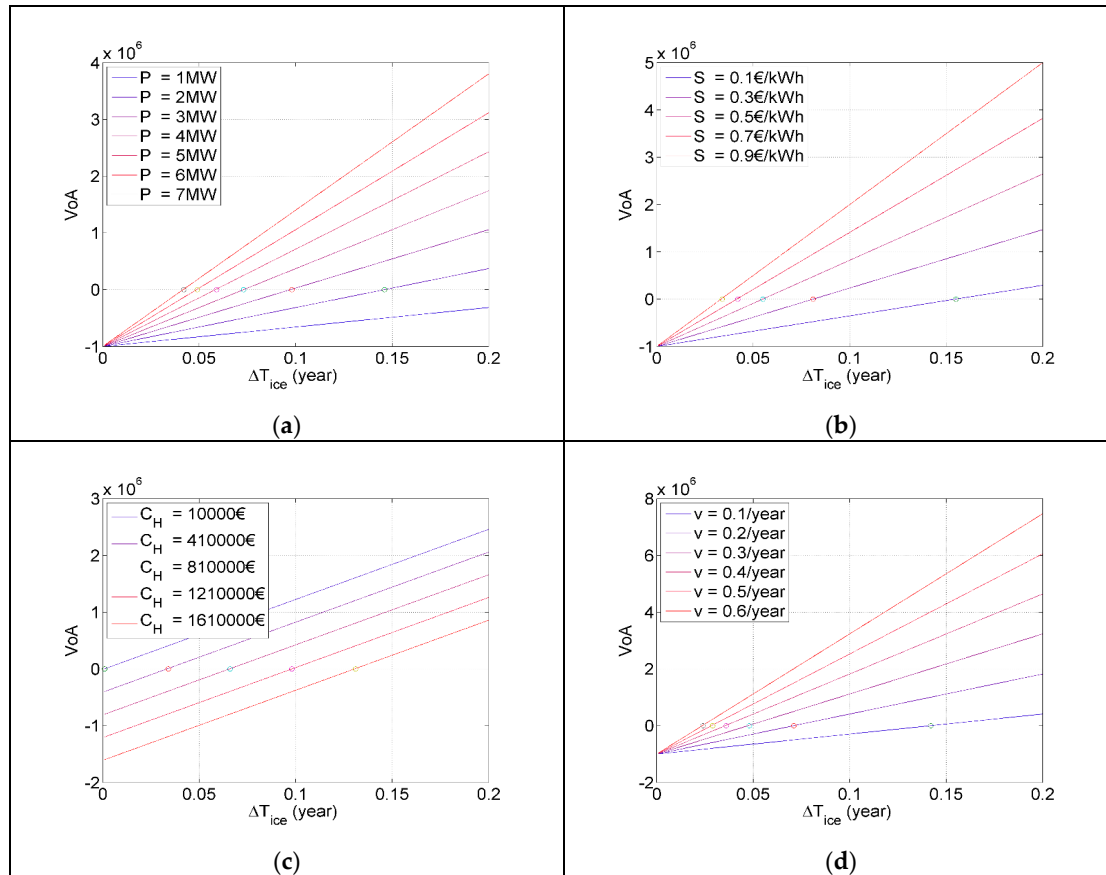 x 10^6
4
3
2
1
0
-1
VoA
P = 1MW
P = 2MW
P = 3MW
P = 4MW
P = 5MW
P = 6MW
P = 7MW
0 0.05 0.1 0.15 0.2
ΔT_ice (year)
(a)
x 10^6
5
4
3
2
1
0
-1
VoA
S = 0.1€/kWh
S = 0.3€/kWh
S = 0.5€/kWh
S = 0.7€/kWh
S = 0.9€/kWh
0 0.05 0.1 0.15 0.2
ΔT_ice (year)
(b)
x 10^6
3
2
1
0
-1
-2
VoA
C_H = 10000€
C_H = 410000€
C_H = 810000€
C_H = 1210000€
C_H = 1610000€
0 0.05 0.1 0.15 0.2
ΔT_ice (year)
(c)
x 10^6
8
6
4
2
0
-2
VoA
v = 0.1/year
v = 0.2/year
v = 0.3/year
v = 0.4/year
v = 0.5/year
v = 0.6/year
0 0.05 0.1 0.15 0.2
ΔT_ice (year)
(d)